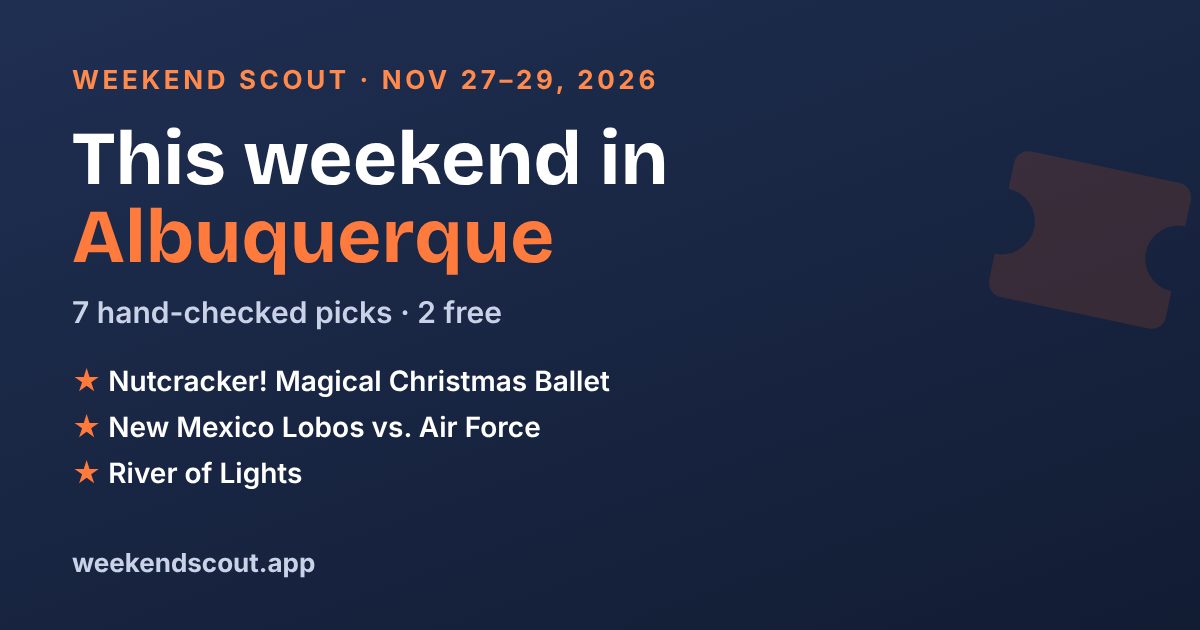 WEEKEND SCOUT · NOV 27–29, 2026
This weekend in
Albuquerque
7 hand-checked picks · 2 free
★ Nutcracker! Magical Christmas Ballet
★ New Mexico Lobos vs. Air Force
★ River of Lights
weekendscout.app